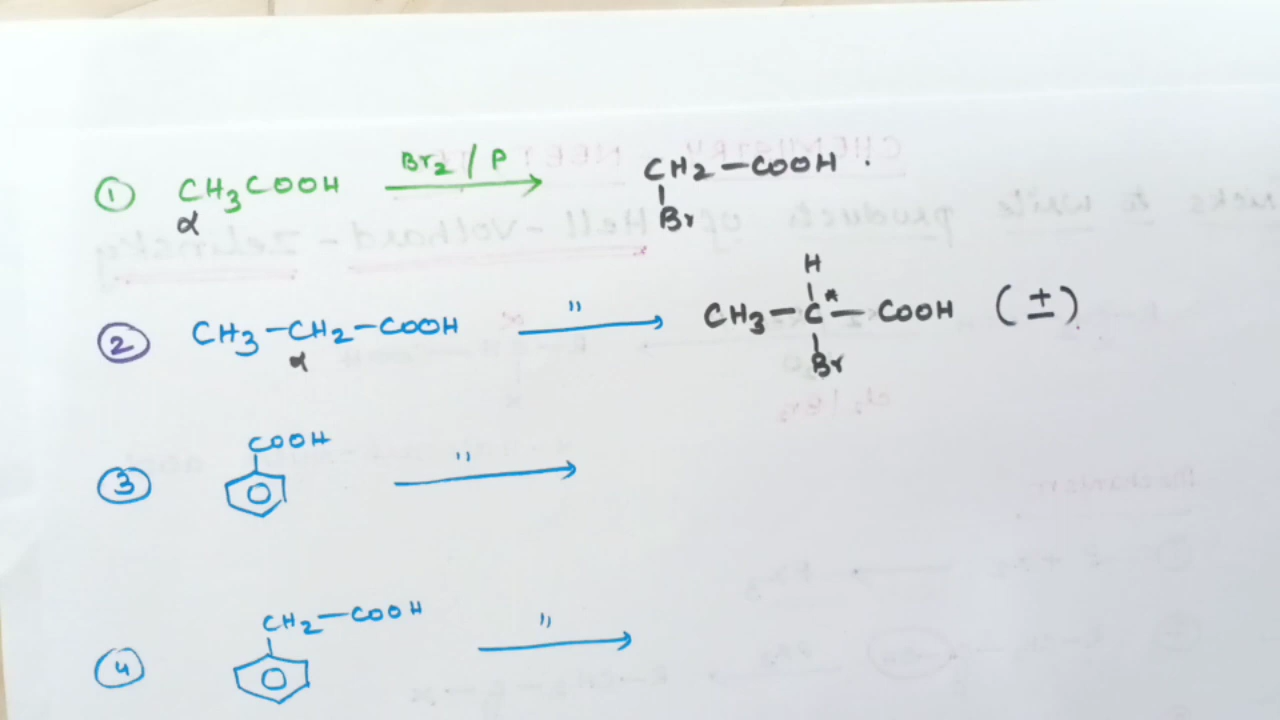 ① CH3COOH Br2 / P CH2 – COOH .
α Br
H
② CH3 – CH2 – COOH " CH3 – C* – COOH (±)
α Br
COOH
③ "
CH2 – COOH
④ "